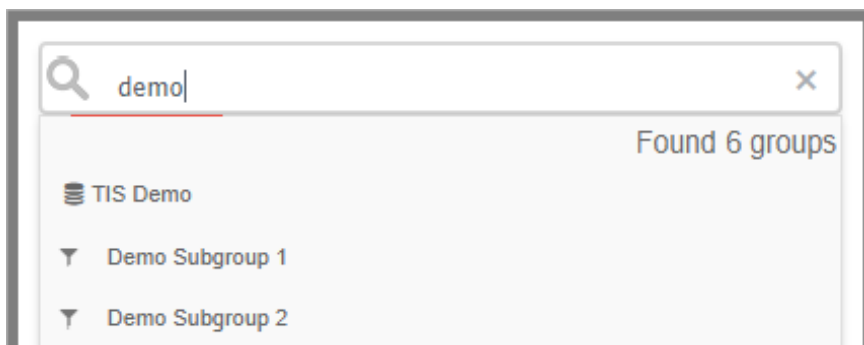 demo
Found 6 groups
TIS Demo
Demo Subgroup 1
Demo Subgroup 2